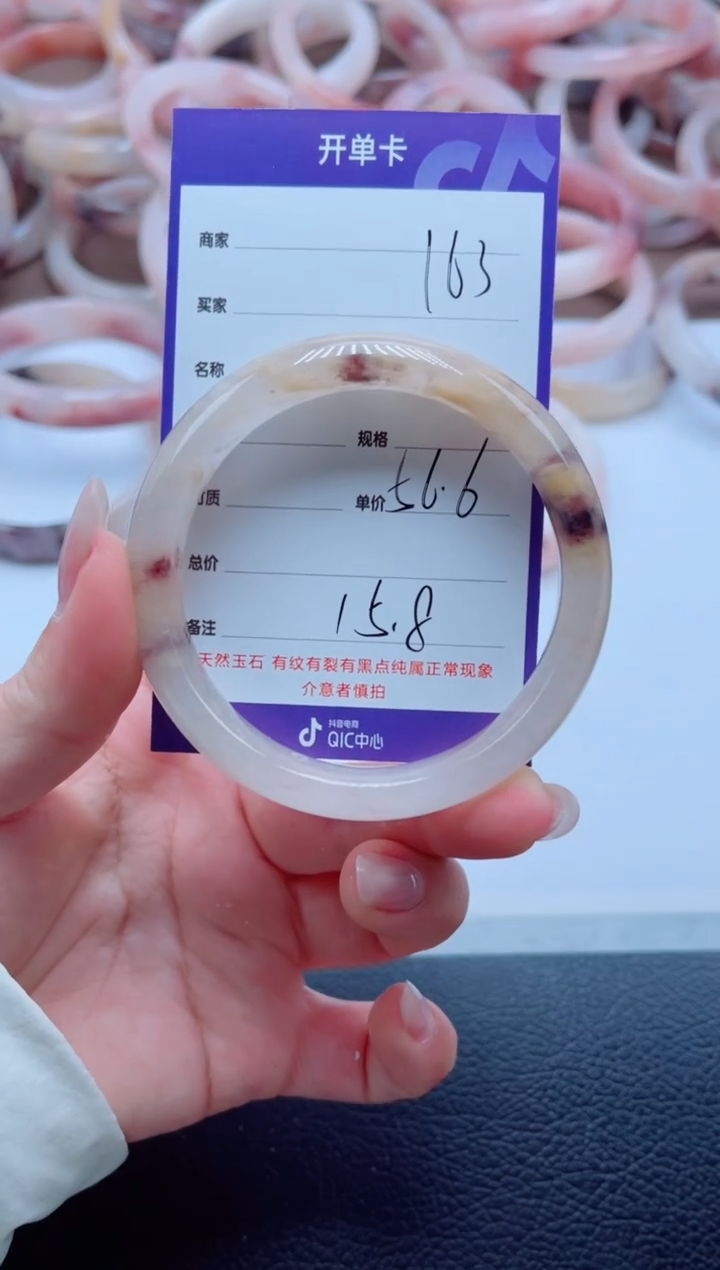 开单卡
商家
163
买家
名称
规格
质 单价 56.6
总价
备注 15.8
天然玉石 有纹有裂有黑点纯属正常现象
介意者慎拍
抖音电商
QIC中心